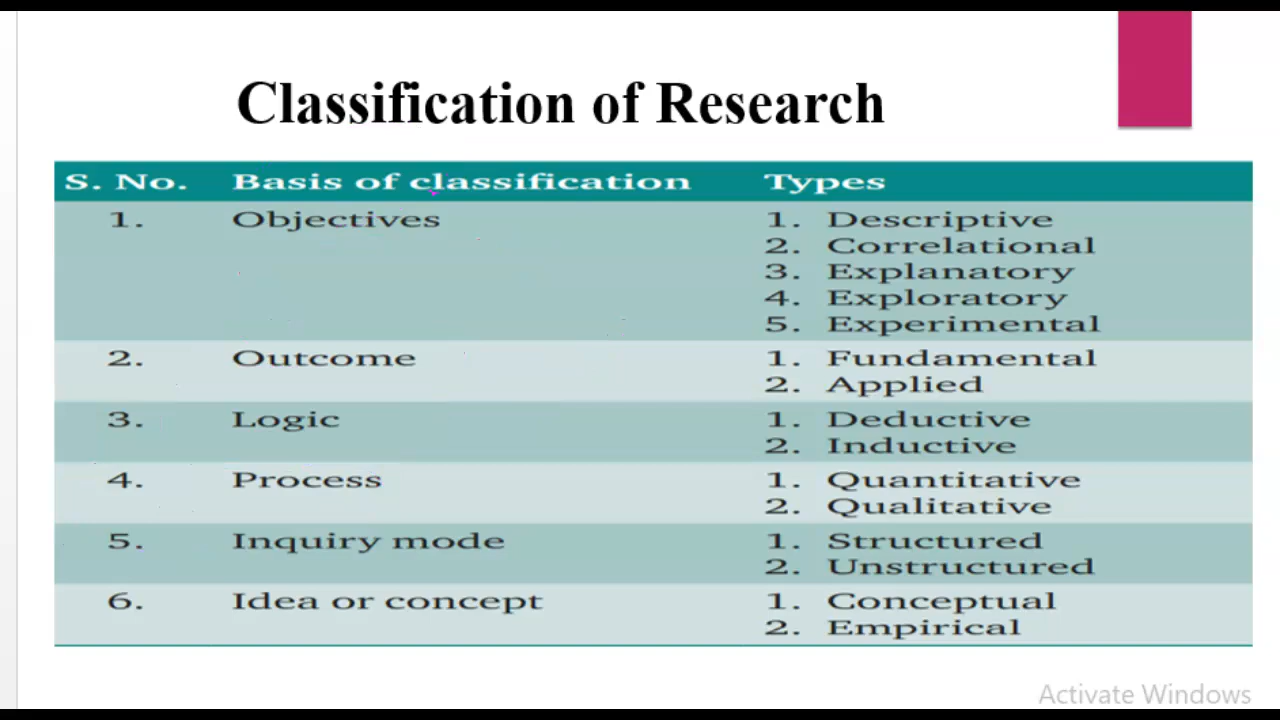 Classification of Research
S. No. Basis of classification Types
1. Objectives 1. Descriptive
2. Correlational
3. Explanatory
4. Exploratory
5. Experimental
2. Outcome 1. Fundamental
2. Applied
3. Logic 1. Deductive
2. Inductive
4. Process 1. Quantitative
2. Qualitative
5. Inquiry mode 1. Structured
2. Unstructured
6. Idea or concept 1. Conceptual
2. Empirical
Activate Windows